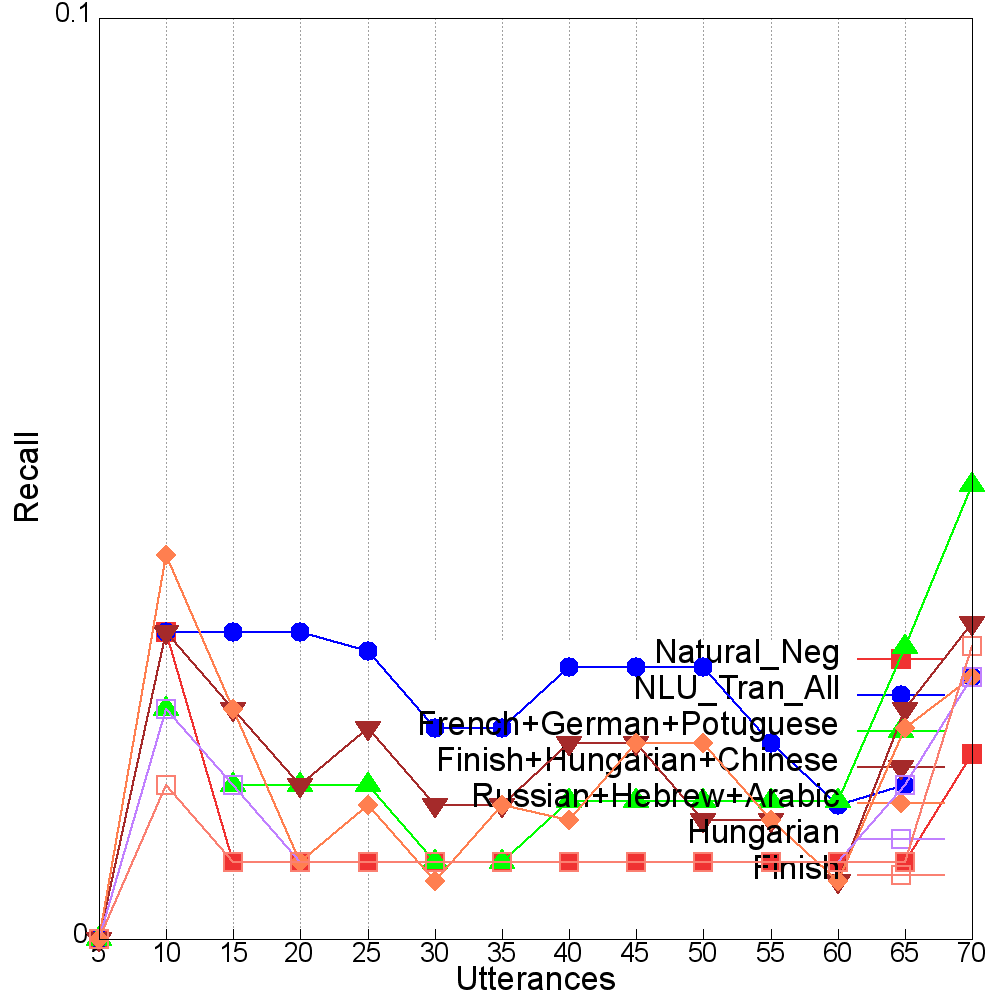 0.1
Recall
Natural_Neg
NLU_Tran_All
French+German+Potuguese
Finish+Hungarian+Chinese
Russian+Hebrew+Arabic
Hungarian
Finish
0
5 10 15 20 25 30 35 40 45 50 55 60 65 70
Utterances